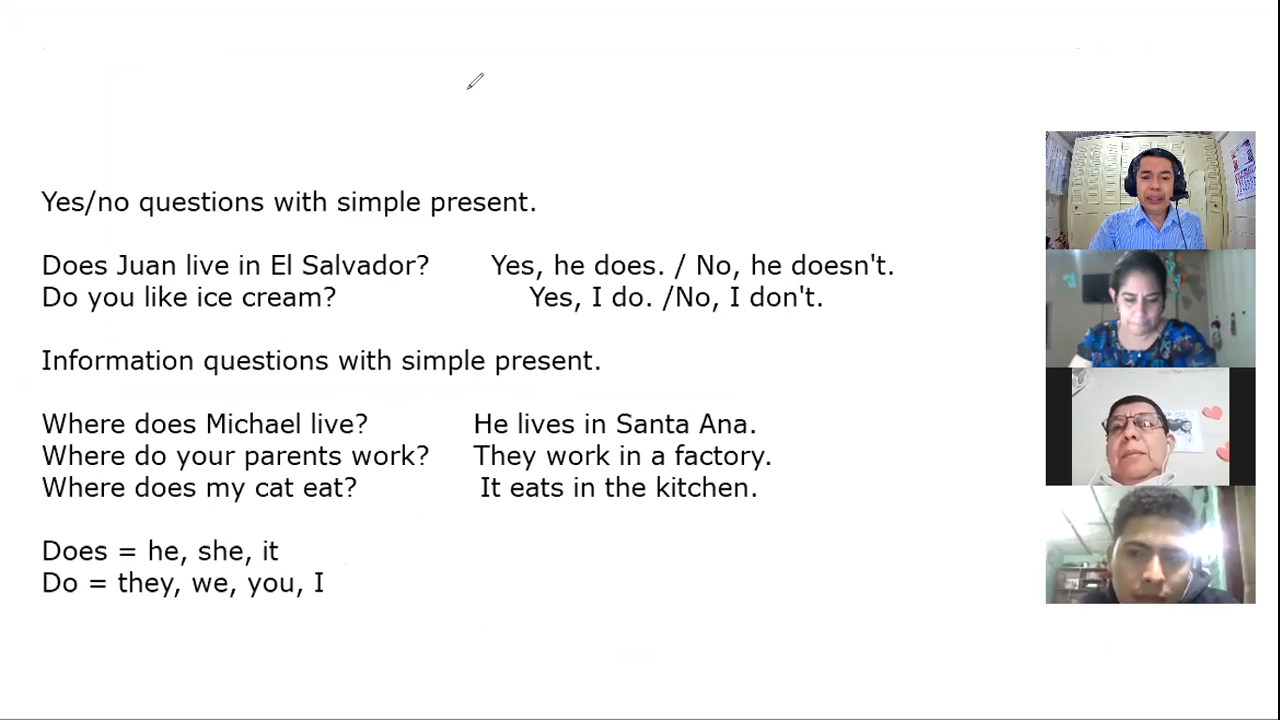 Yes/no questions with simple present.
Does Juan live in El Salvador? Yes, he does. / No, he doesn't.
Do you like ice cream? Yes, I do. /No, I don't.
Information questions with simple present.
Where does Michael live? He lives in Santa Ana.
Where do your parents work? They work in a factory.
Where does my cat eat? It eats in the kitchen.
Does = he, she, it
Do = they, we, you, I